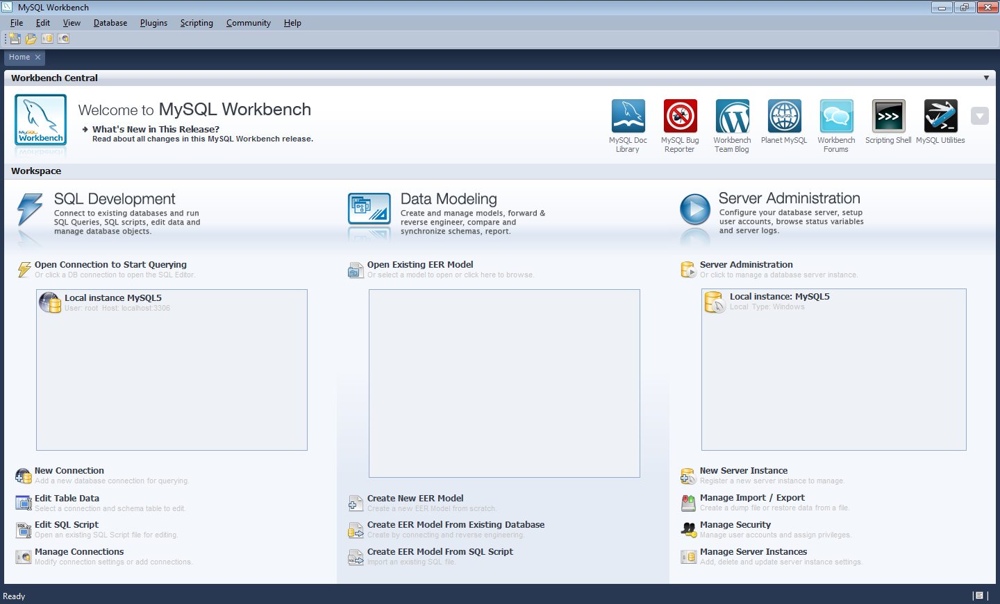 MySQL Workbench
File Edit View Database Plugins Scripting Community Help
Home
Workbench Central
MySQL
Workbench
Welcome to MySQL Workbench
What's New in This Release?
Read about all changes in this MySQL Workbench release.
MySQL Doc
Library
MySQL Bug
Reporter
Workbench
Team Blog
MySQL
Planet MySQL
Workbench
Forums
>>>
Scripting Shell
MySQL Utilities
Workspace
SQL Development
Connect to existing databases and run
SQL Queries, SQL scripts, edit data and
manage database objects.
Open Connection to Start Querying
Or click a DB connection to open the SQL Editor.
Local instance MySQL5
User: root Host: localhost:3306
New Connection
Add a new database connection for querying.
Edit Table Data
Select a connection and schema table to edit.
SQL
Edit SQL Script
Open an existing SQL Script file for editing.
Manage Connections
Modify connection settings or add connections.
Data Modeling
Create and manage models, forward &
reverse engineer, compare and
synchronize schemas, report.
Open Existing EER Model
Or select a model to open or click here to browse.
Create New EER Model
Create a new EER Model from scratch.
Create EER Model From Existing Database
Create by connecting and reverse engineering.
SQL
Create EER Model From SQL Script
Import an existing SQL file.
Server Administration
Configure your database server, setup
user accounts, browse status variables
and server logs.
Server Administration
Or click to manage a database server instance.
Local instance: MySQL5
Local Type: Windows
New Server Instance
Register a new server instance to manage.
Manage Import / Export
Create a dump file or restore data from a file.
Manage Security
Manage user accounts and assign privileges.
Manage Server Instances
Add, delete and update server instance settings.
Ready